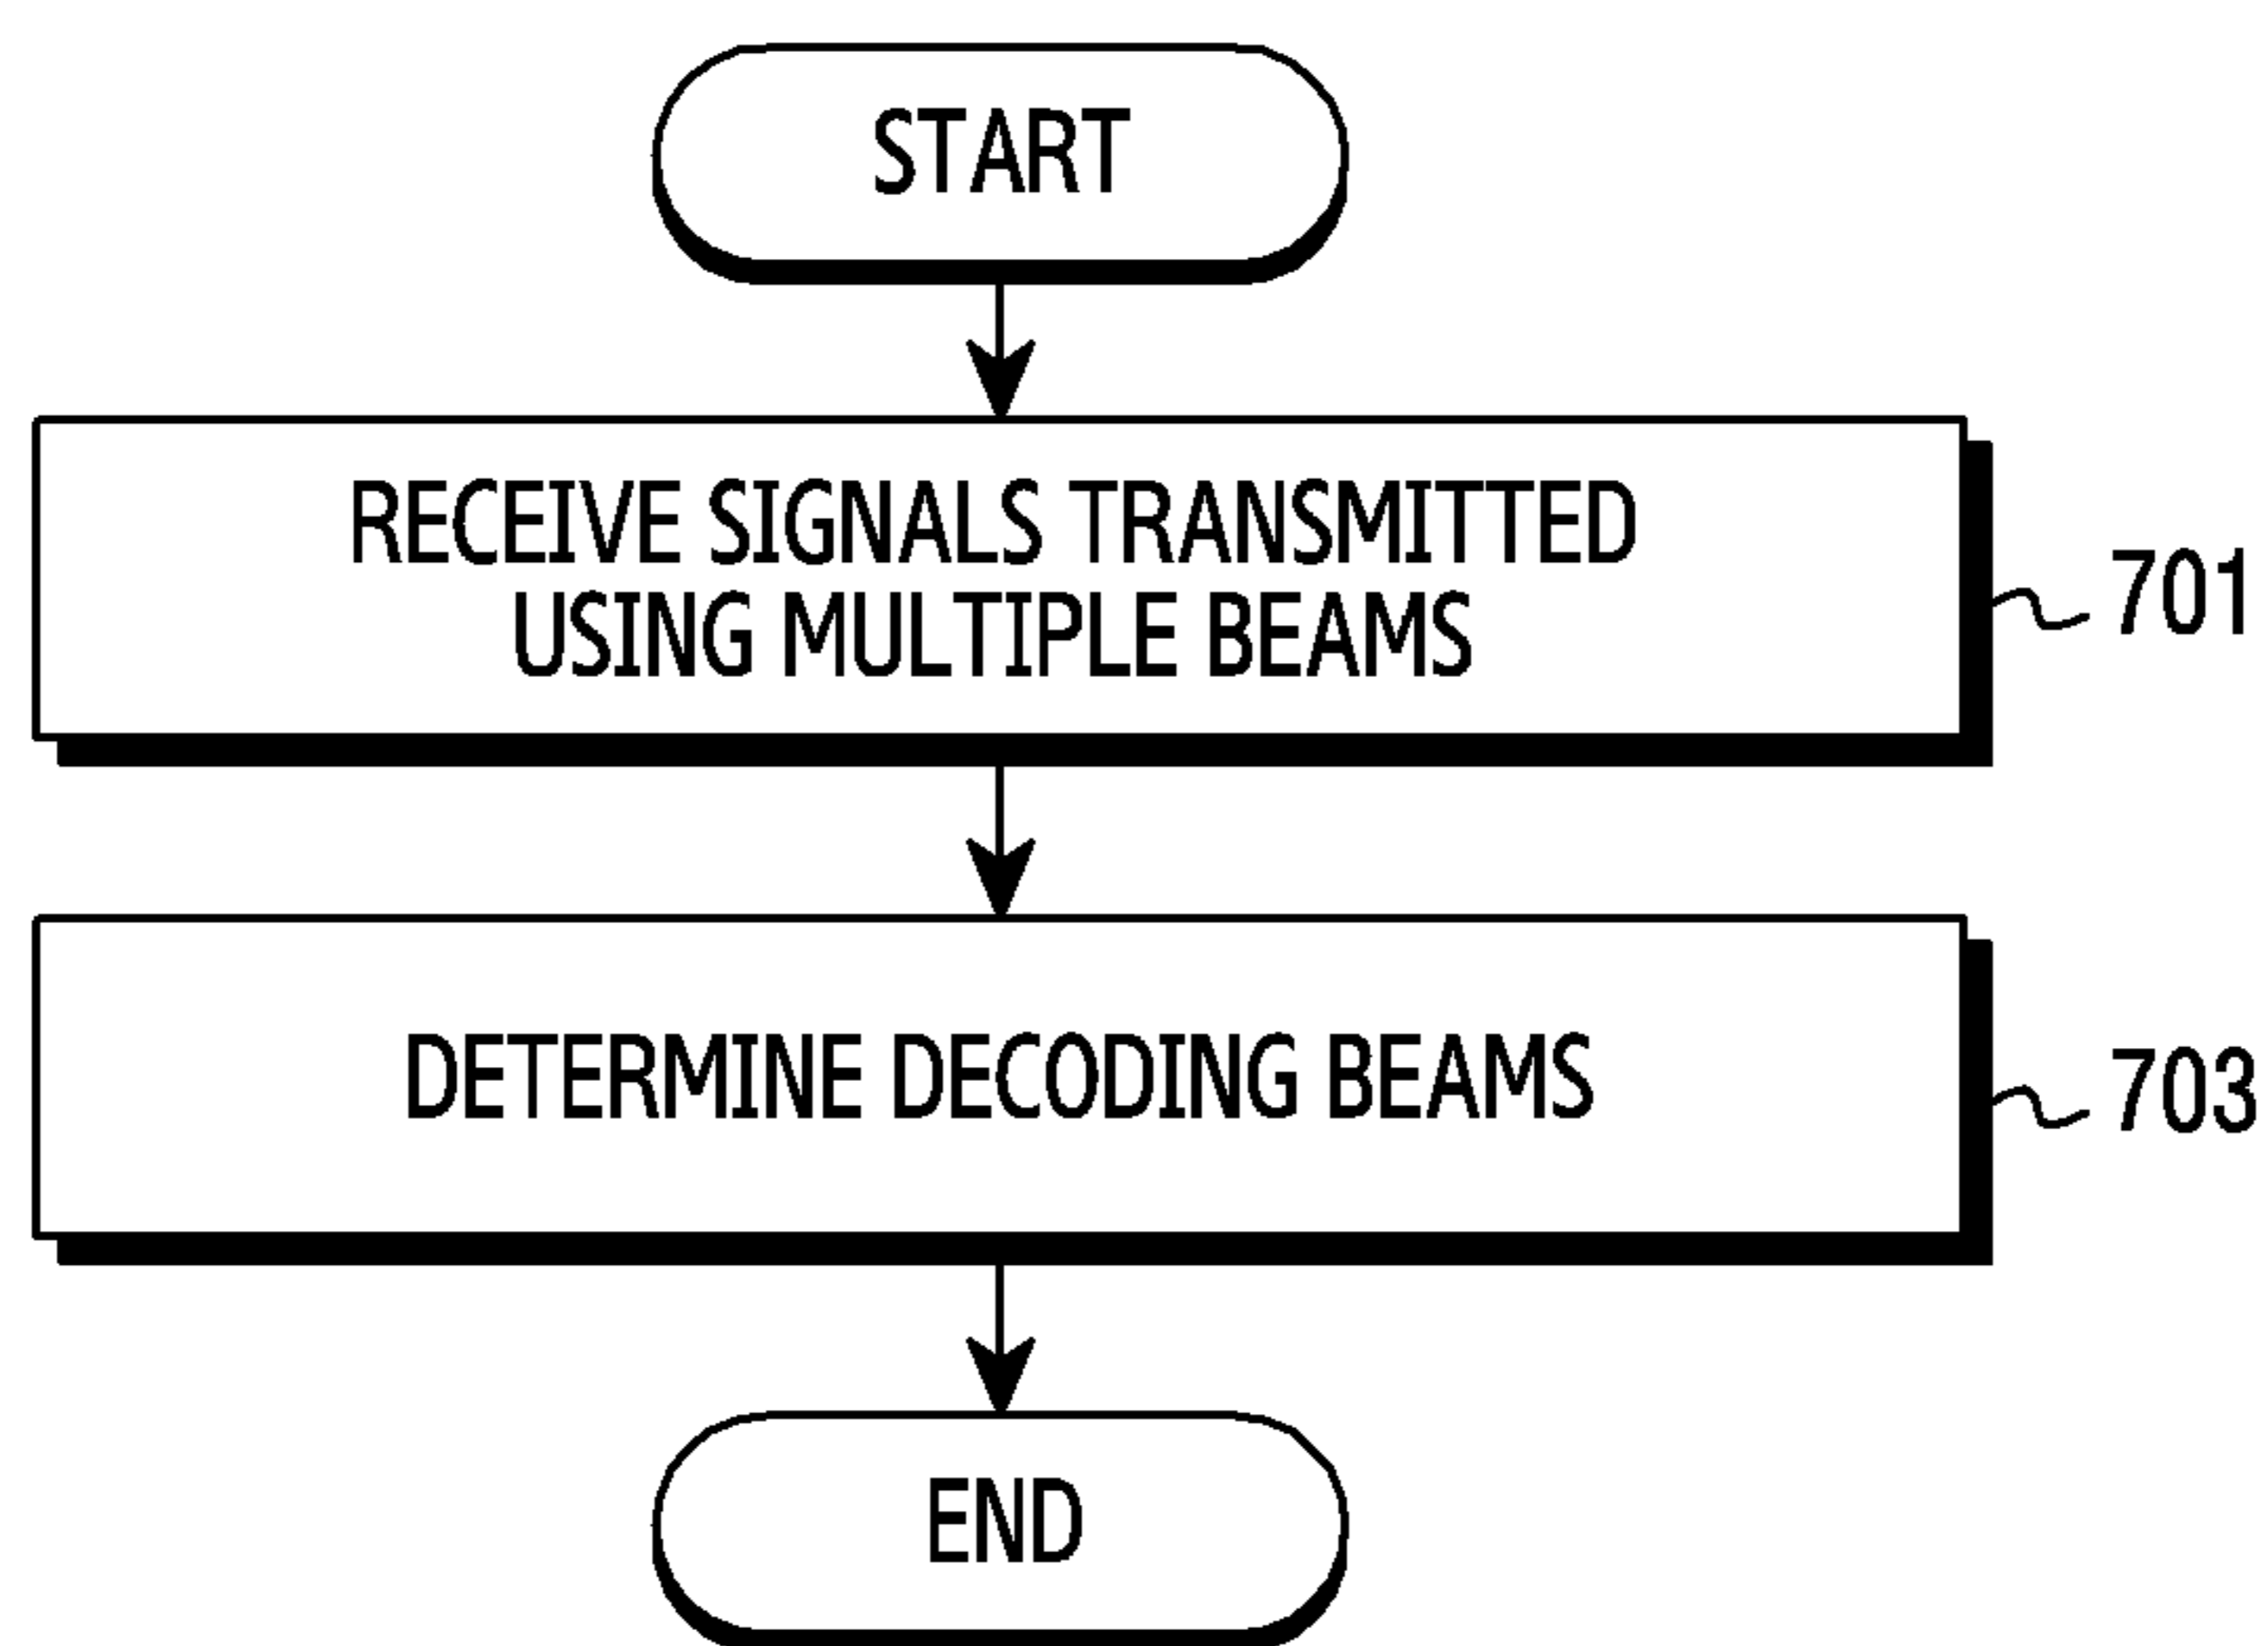 START
RECEIVE SIGNALS TRANSMITTED
USING MULTIPLE BEAMS
701
DETERMINE DECODING BEAMS
703
END